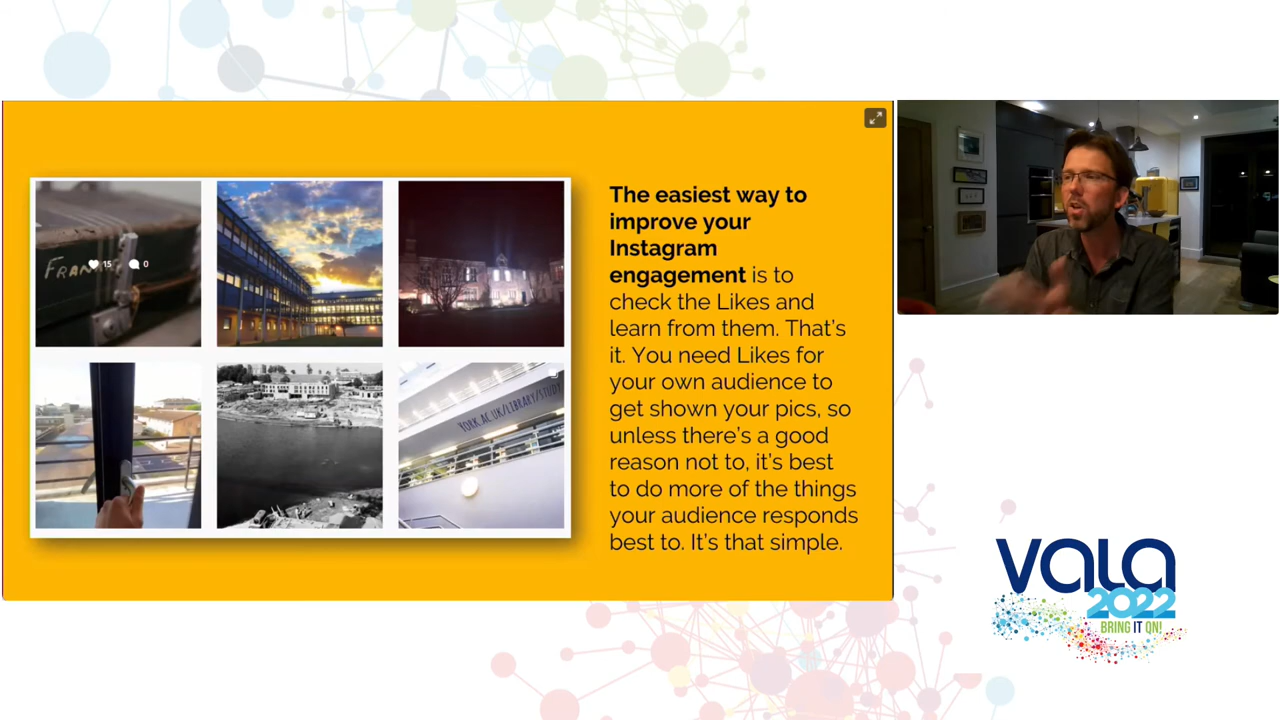 FRAN
15
0
YORK.AC.UK/LIBRARY/STUDY
The easiest way to
improve your
Instagram
engagement is to
check the Likes and
learn from them. That's
it. You need Likes for
your own audience to
get shown your pics, so
unless there's a good
reason not to, it's best
to do more of the things
your audience responds
best to. It's that simple.
VALA
2022
BRING IT ON!